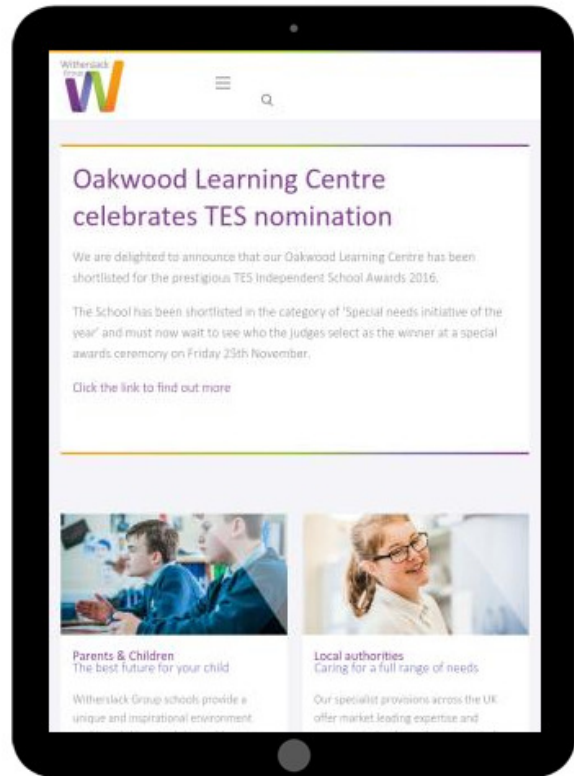 Witherslack
Group
Oakwood Learning Centre
celebrates TES nomination
We are delighted to announce that our Oakwood Learning Centre has been
shortlisted for the prestigious TES Independent School Awards 2016.
The School has been shortlisted in the category of 'Special needs initiative of the
year' and must now wait to see who the judges select as the winner at a special
awards ceremony on Friday 25th November.
Click the link to find out more
Parents & Children
The best future for your child
Witherslack Group schools provide a
unique and inspirational environment
Local authorities
Caring for a full range of needs
Our specialist provisions across the UK
offer market leading expertise and